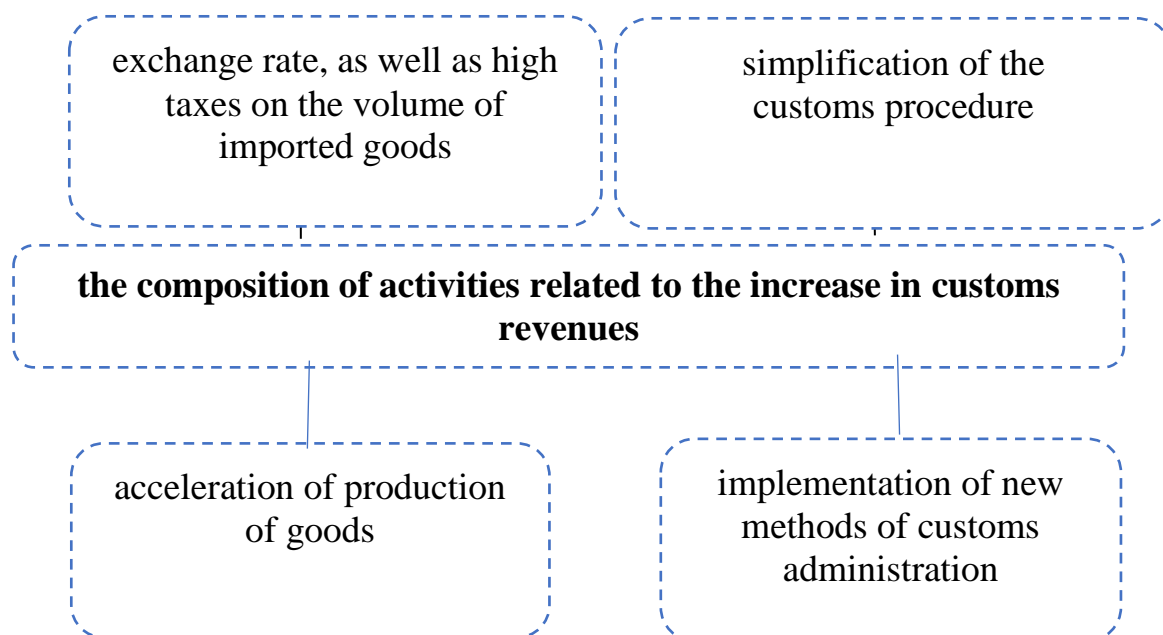 exchange rate, as well as high
taxes on the volume of
imported goods
simplification of the
customs procedure
the composition of activities related to the increase in customs
revenues
acceleration of production
of goods
implementation of new
methods of customs
administration